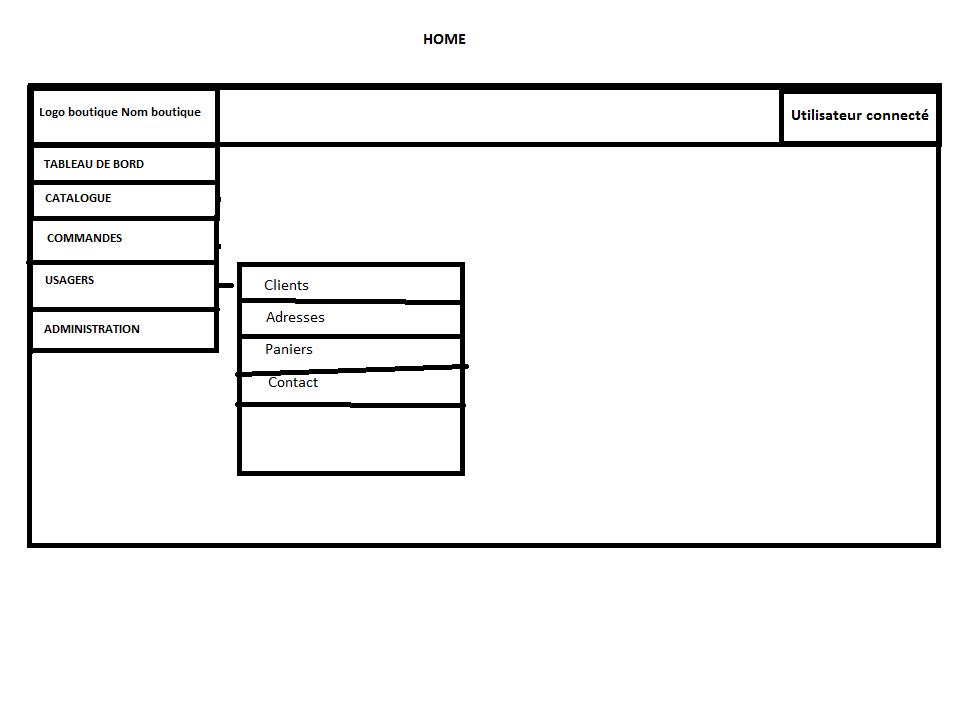 HOME
Logo boutique Nom boutique
Utilisateur connecté
TABLEAU DE BORD
CATALOGUE
COMMANDES
USAGERS
ADMINISTRATION
Clients
Adresses
Paniers
Contact